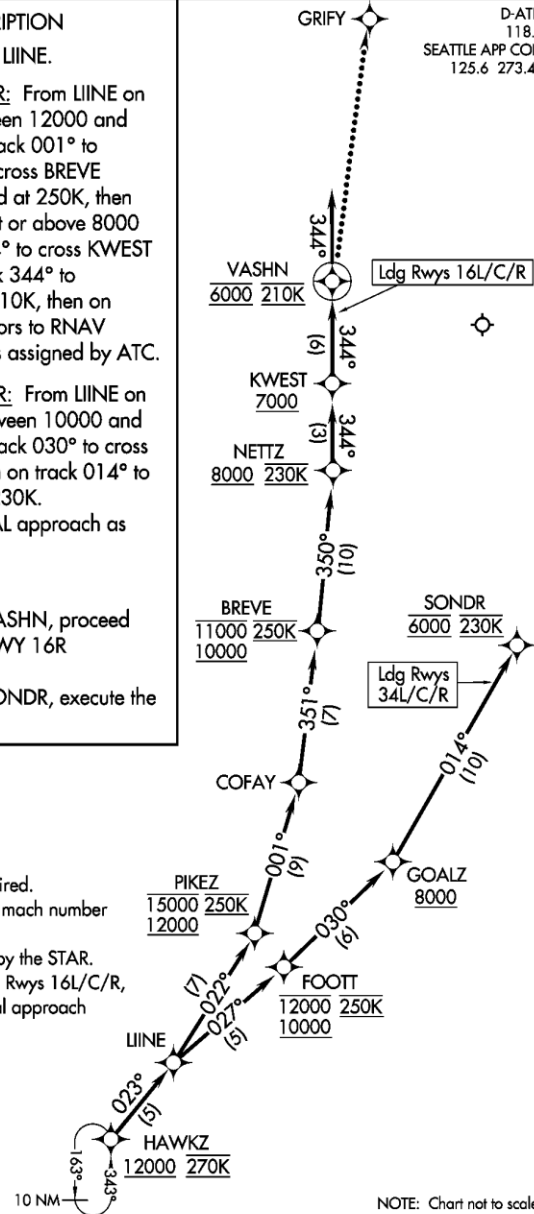 RIPTION
LIINE.
R: From LIINE on
een 12000 and
ack 001° to
cross BREVE
d at 250K, then
t or above 8000
° to cross KWEST
k 344° to
10K, then on
ors to RNAV
s assigned by ATC.
R: From LIINE on
ween 10000 and
ack 030° to cross
n on track 014° to
30K.
AL approach as
ASHN, proceed
WY 16R
ONDR, execute the
ired.
mach number
by the STAR.
Rwys 16L/C/R,
al approach
GRIFY
D-ATI
118.
SEATTLE APP CON
125.6 273.4
344°
VASHN
6000 210K
Ldg Rwys 16L/C/R
344°
(6)
KWEST
7000
344°
(3)
NETTZ
8000 230K
350°
(10)
BREVE
11000 250K
10000
SONDR
6000 230K
Ldg Rwys
34L/C/R
351°
(7)
014°
(10)
COFAY
001°
(9)
GOALZ
8000
PIKEZ
15000 250K
12000
030°
(6)
FOOTT
12000 250K
10000
(7)
022°
027°
(5)
LIINE
023°
(5)
HAWKZ
12000 270K
163°
343°
10 NM
NOTE: Chart not to scale